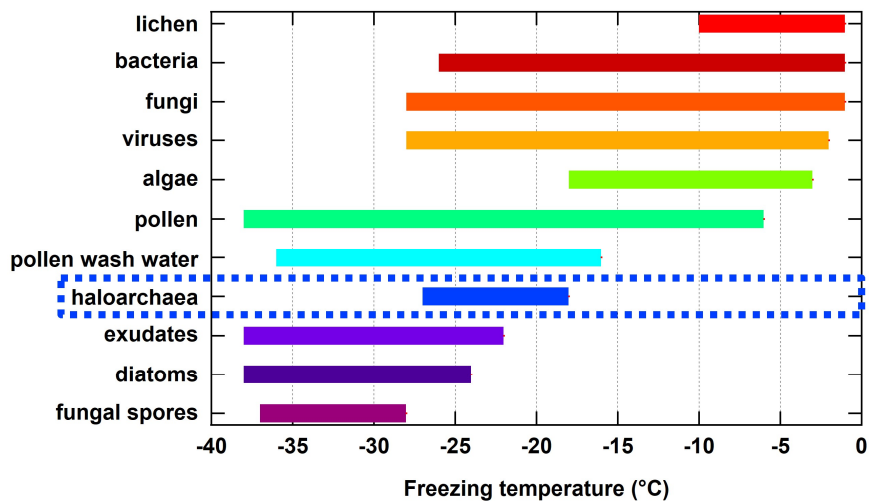 lichen
bacteria
fungi
viruses
algae
pollen
pollen wash water
haloarchaea
exudates
diatoms
fungal spores
-40 -35 -30 -25 -20 -15 -10 -5 0
Freezing temperature (°C)